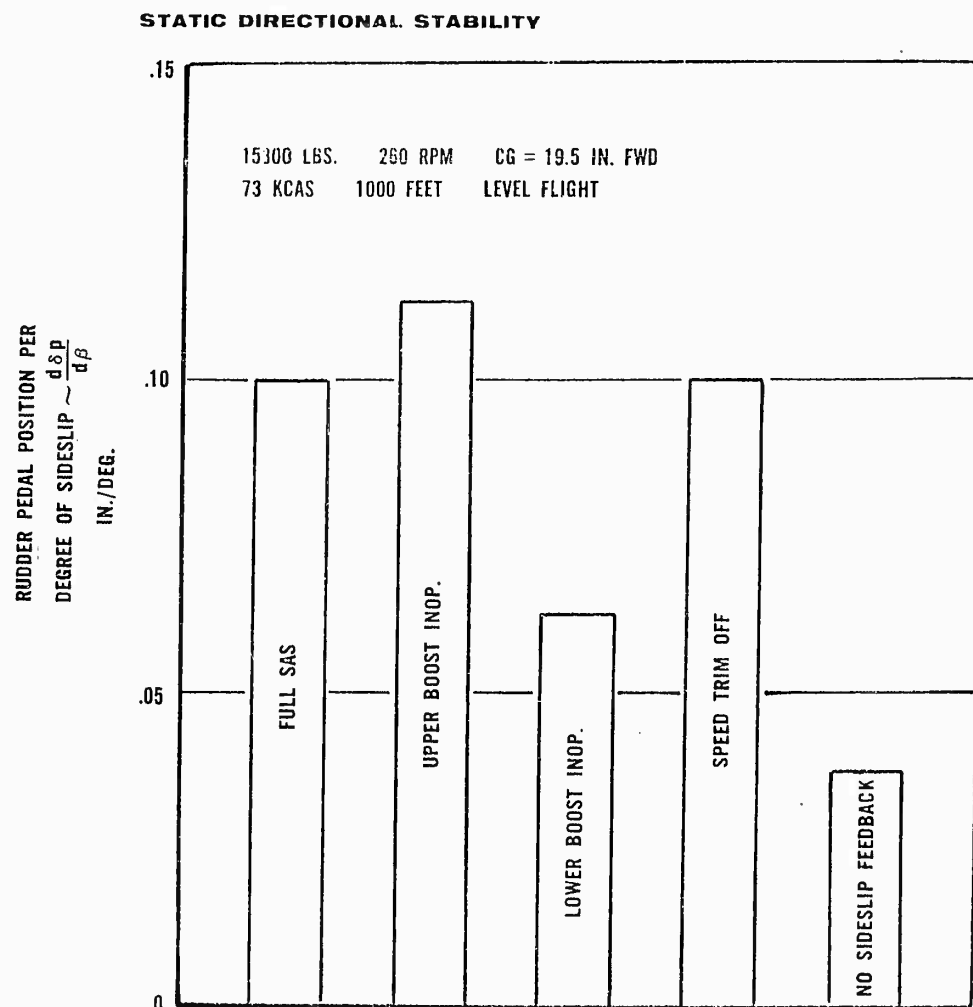 STATIC DIRECTIONAL STABILITY
.15
15300 LBS. 260 RPM CG = 19.5 IN. FWD
73 KCAS 1000 FEET LEVEL FLIGHT
RUDDER PEDAL POSITION PER
DEGREE OF SIDESLIP ~ dδp/dβ
IN./DEG.
.10
.05
0
FULL SAS
UPPER BOOST INOP.
LOWER BOOST INOP.
SPEED TRIM OFF
NO SIDESLIP FEEDBACK